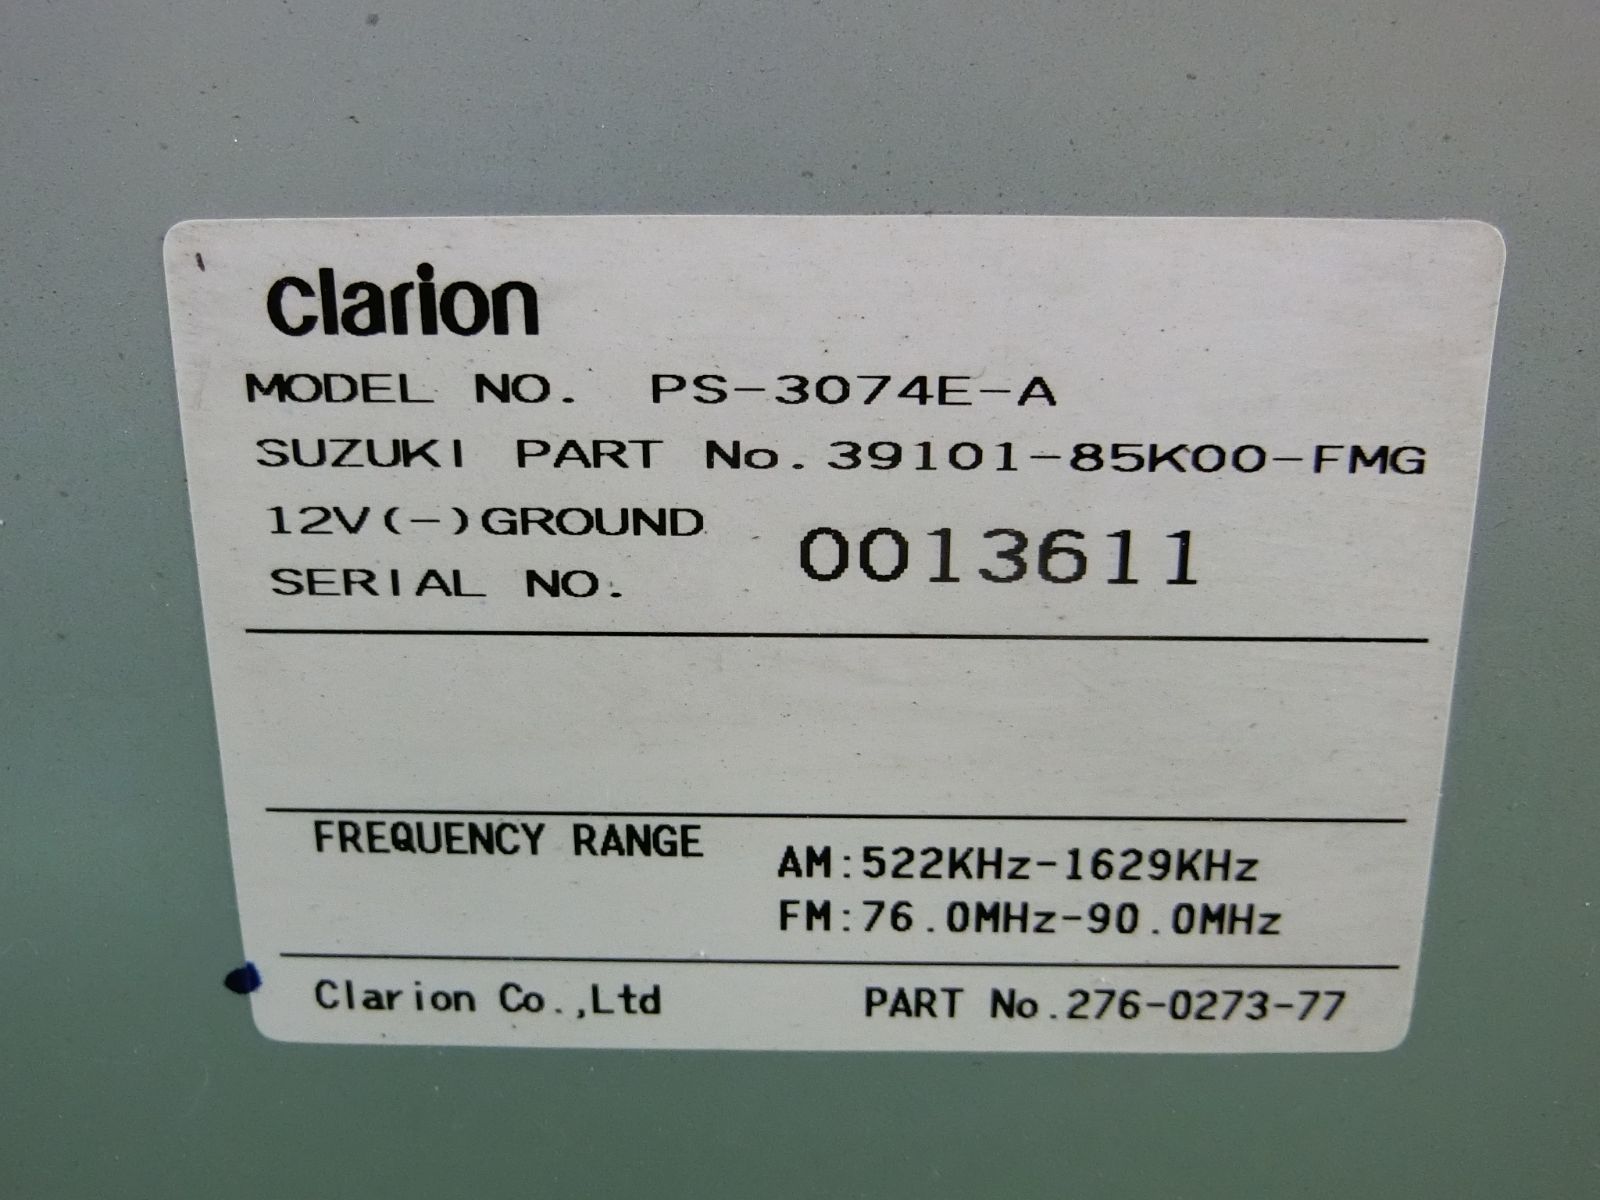 clarion
MODEL NO. PS-3074E-A
SUZUKI PART No.39101-85K00-FMG
12V(-)GROUND
SERIAL NO. 0013611
FREQUENCY RANGE
AM:522KHz-1629KHz
FM:76.0MHz-90.0MHz
Clarion Co.,Ltd PART No.276-0273-77